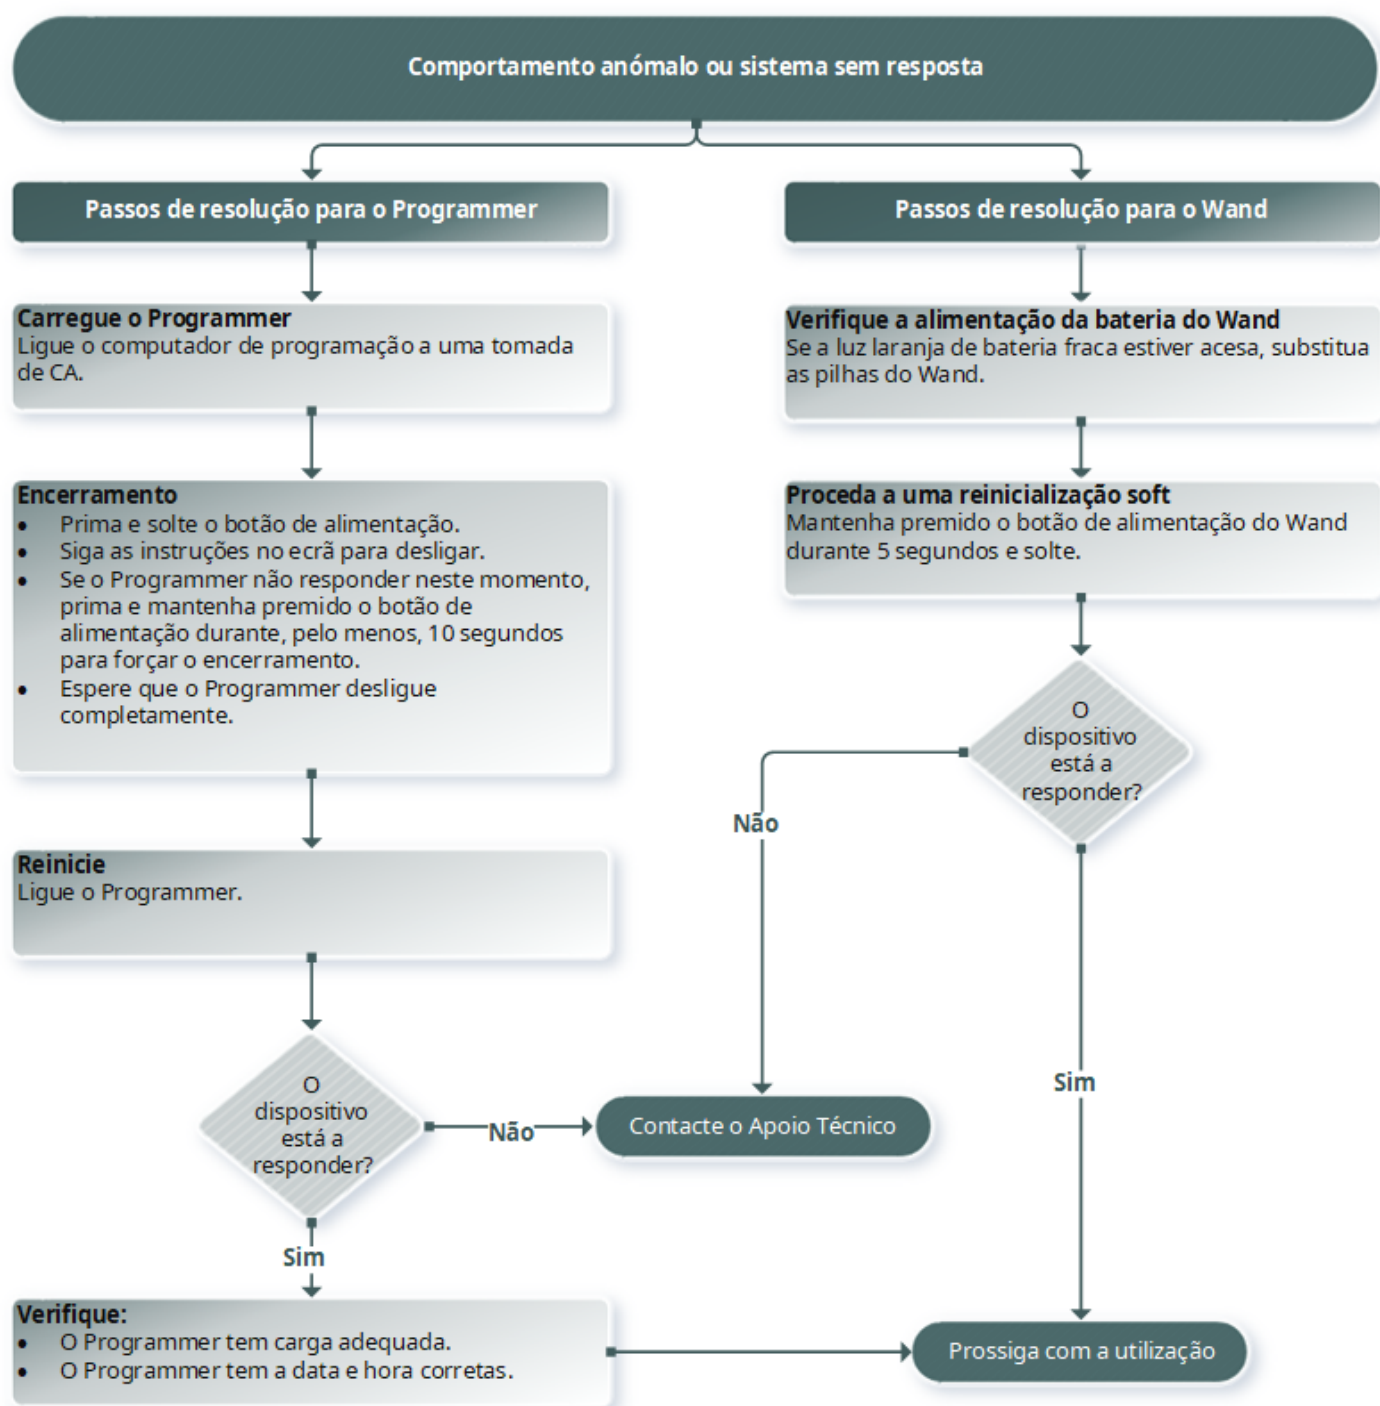 Comportamento anómalo ou sistema sem resposta
Passos de resolução para o Programmer
Carregue o Programmer
Ligue o computador de programação a uma tomada
de CA.
Encerramento
• Prima e solte o botão de alimentação.
• Siga as instruções no ecrã para desligar.
• Se o Programmer não responder neste momento,
prima e mantenha premido o botão de
alimentação durante, pelo menos, 10 segundos
para forçar o encerramento.
• Espere que o Programmer desligue
completamente.
Reinicie
Ligue o Programmer.
O
dispositivo
está a
responder?
Não
Sim
Verifique:
• O Programmer tem carga adequada.
• O Programmer tem a data e hora corretas.
Passos de resolução para o Wand
Verifique a alimentação da bateria do Wand
Se a luz laranja de bateria fraca estiver acesa, substitua
as pilhas do Wand.
Proceda a uma reinicialização soft
Mantenha premido o botão de alimentação do Wand
durante 5 segundos e solte.
O
dispositivo
está a
responder?
Não
Sim
Contacte o Apoio Técnico
Prossiga com a utilização